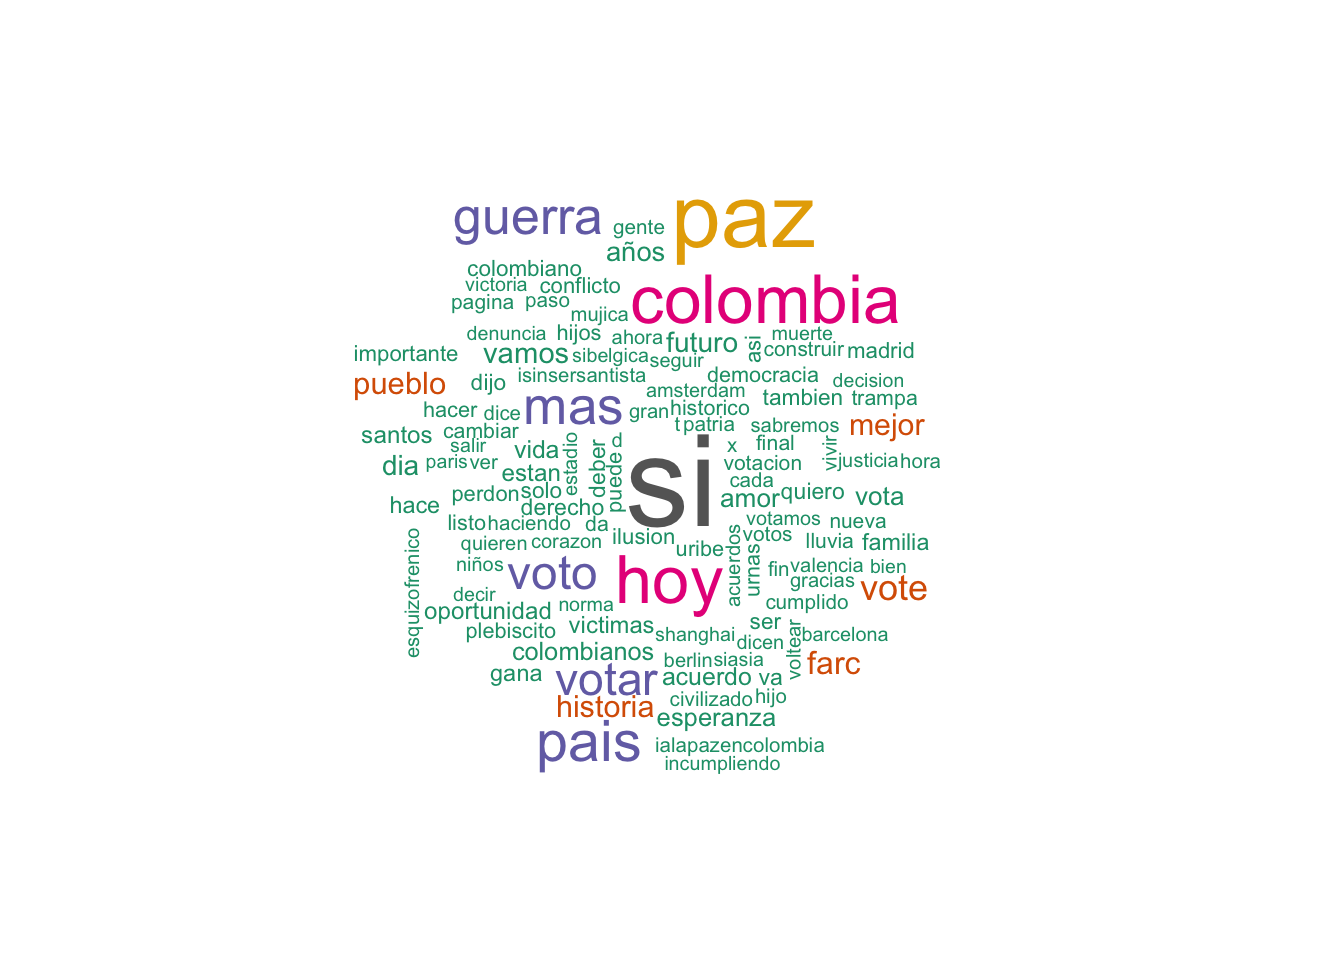 guerra
gente
paz
años
colombiano
victoria
conflicto
colombia
pagina
paso
mujica
denuncia
hijos
ahora
futuro
asi
muerte
construir
madrid
importante
vamos
sibelgica
seguir
isinsersantista
democracia
decision
pueblo
dijo
amsterdam
tambien
trampa
mas
hacer
dice
gran
historico
t
patria
sabremos
mejor
santos
cambiar
salir
vida
estadio
deber
d
puede
si
x
final
vivir
dia
paris
ver
estan
votacion
justicia
hora
cada
perdon
solo
derecho
amor
quiero
vota
hace
listo
haciendo
da
votamos
nueva
ilusion
votos
quieren
corazon
uribe
acuerdos
urnas
lluvia
familia
esquizofrenico
niños
voto
hoy
fin
valencia
bien
gracias
vote
decir
norma
cumplido
oportunidad
plebiscito
victimas
shanghai
ser
dicen
voltear
barcelona
colombianos
berlin
siasia
farc
gana
votar
acuerdo
va
civilizado
hijo
historia
esperanza
pais
ialapazencolombia
incumpliendo